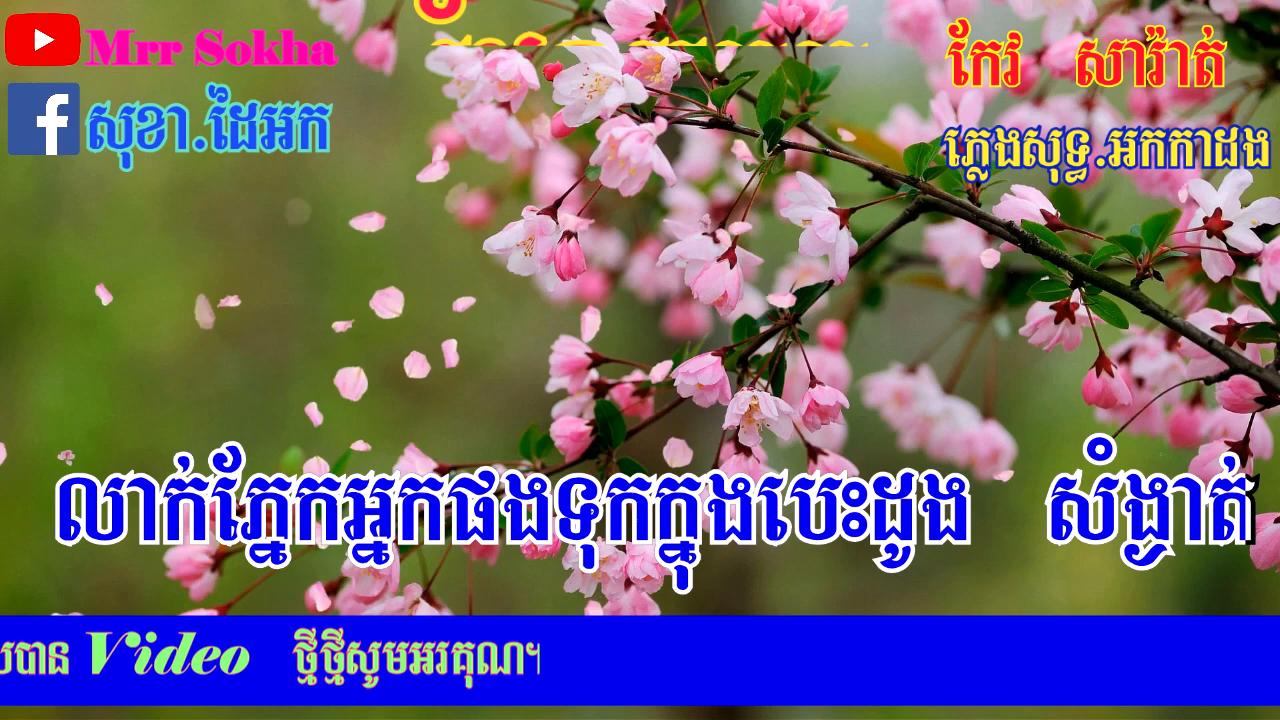 Mrr Sokha
សុខា.ដៃអក
កែវ សារ៉ាត់
ភ្លេងសុទ្ធ.អកកាដង
លាក់ភ្នែកអ្នកផងទុកក្នុងបេះដូង សំងាត់
បាន Video ថ្មីថ្មីសូមអរគុណ។